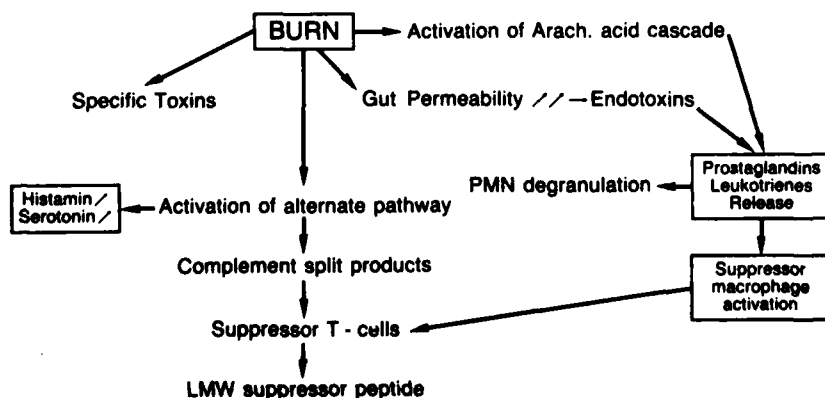 BURN
Activation of Arach. acid cascade
Specific Toxins
Gut Permeability ↗↗ → Endotoxins
Prostaglandins
Leukotrienes
Release
PMN degranulation
Histamin ↗
Serotonin ↗
Activation of alternate pathway
Complement split products
Suppressor
macrophage
activation
Suppressor T - cells
LMW suppressor peptide